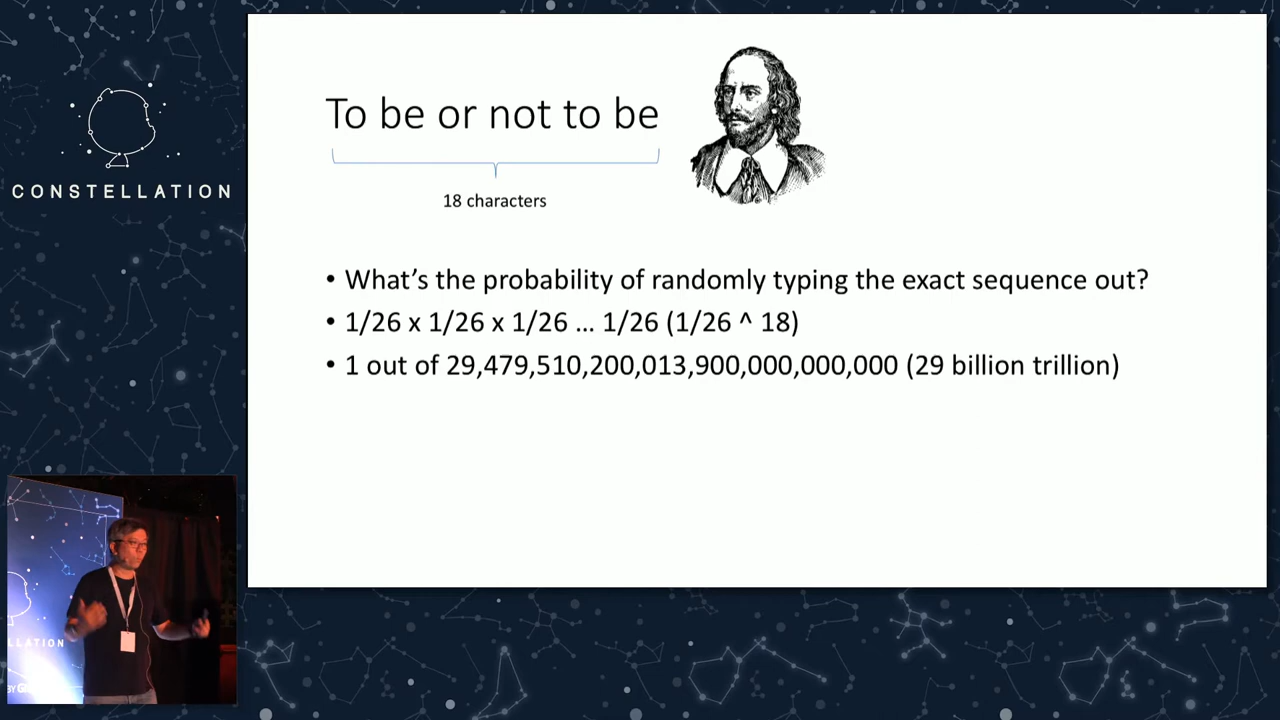 CONSTELLATION
To be or not to be
18 characters
• What's the probability of randomly typing the exact sequence out?
• 1/26 x 1/26 x 1/26 ... 1/26 (1/26 ^ 18)
• 1 out of 29,479,510,200,013,900,000,000,000 (29 billion trillion)
LLATION
BY G